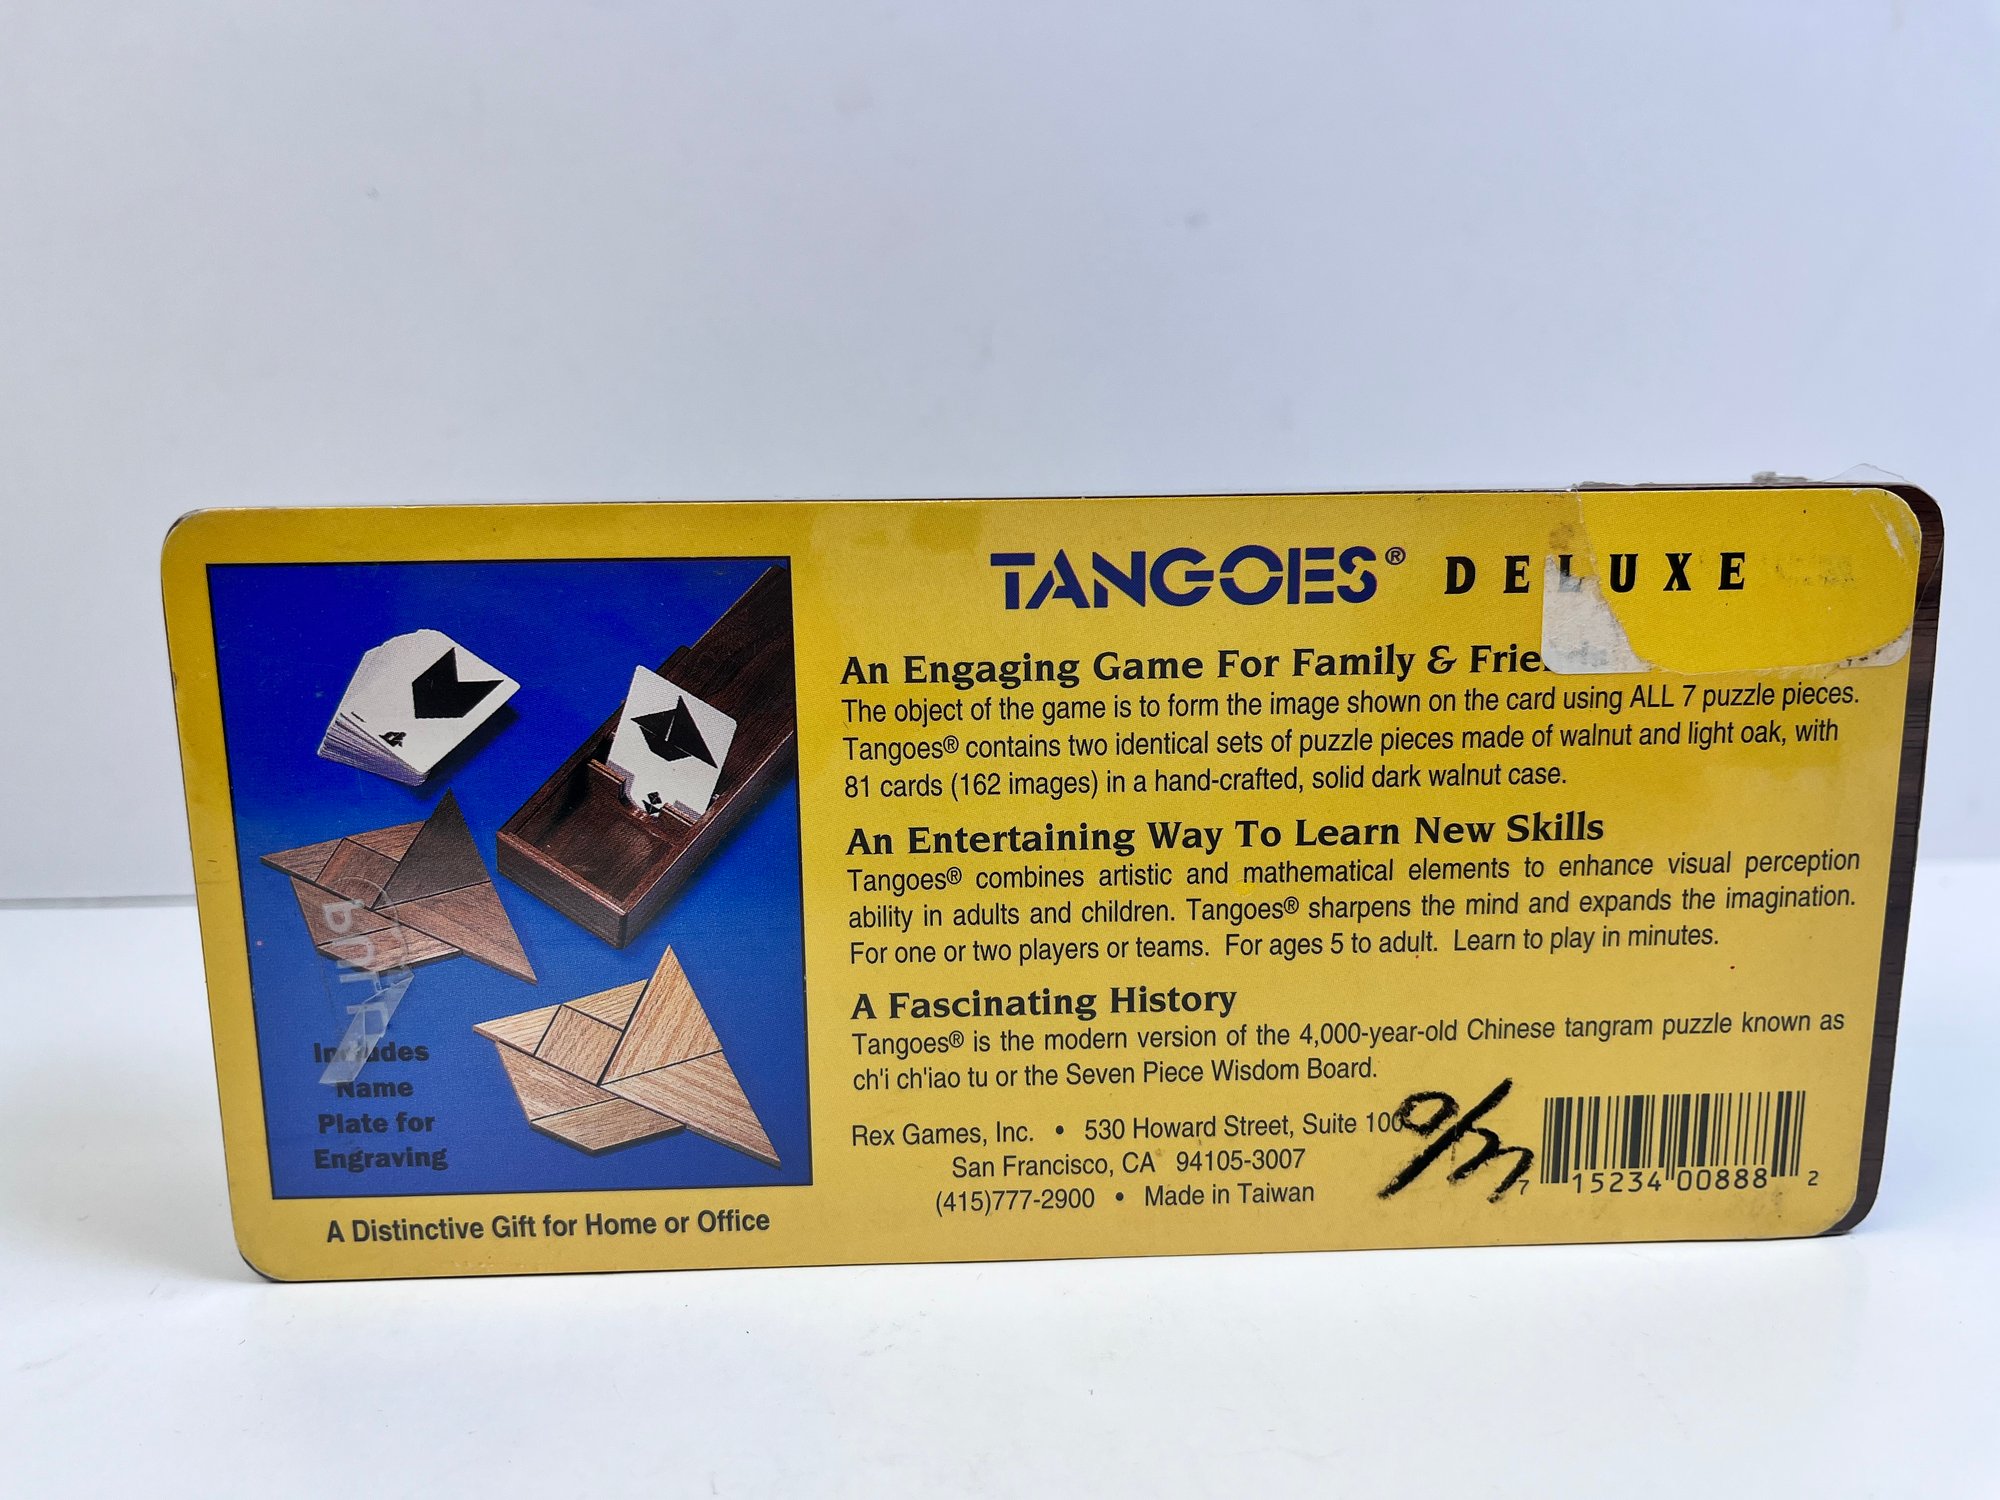 TANGOES® DELUXE
An Engaging Game For Family & Friends
The object of the game is to form the image shown on the card using ALL 7 puzzle pieces.
Tangoes® contains two identical sets of puzzle pieces made of walnut and light oak, with
81 cards (162 images) in a hand-crafted, solid dark walnut case.
An Entertaining Way To Learn New Skills
Tangoes® combines artistic and mathematical elements to enhance visual perception
ability in adults and children. Tangoes® sharpens the mind and expands the imagination.
For one or two players or teams. For ages 5 to adult. Learn to play in minutes.
A Fascinating History
Tangoes® is the modern version of the 4,000-year-old Chinese tangram puzzle known as
ch'i ch'iao tu or the Seven Piece Wisdom Board.
Rex Games, Inc. • 530 Howard Street, Suite 100
San Francisco, CA 94105-3007
(415)777-2900 • Made in Taiwan
7 15234 00888 2
Includes
Name
Plate for
Engraving
A Distinctive Gift for Home or Office